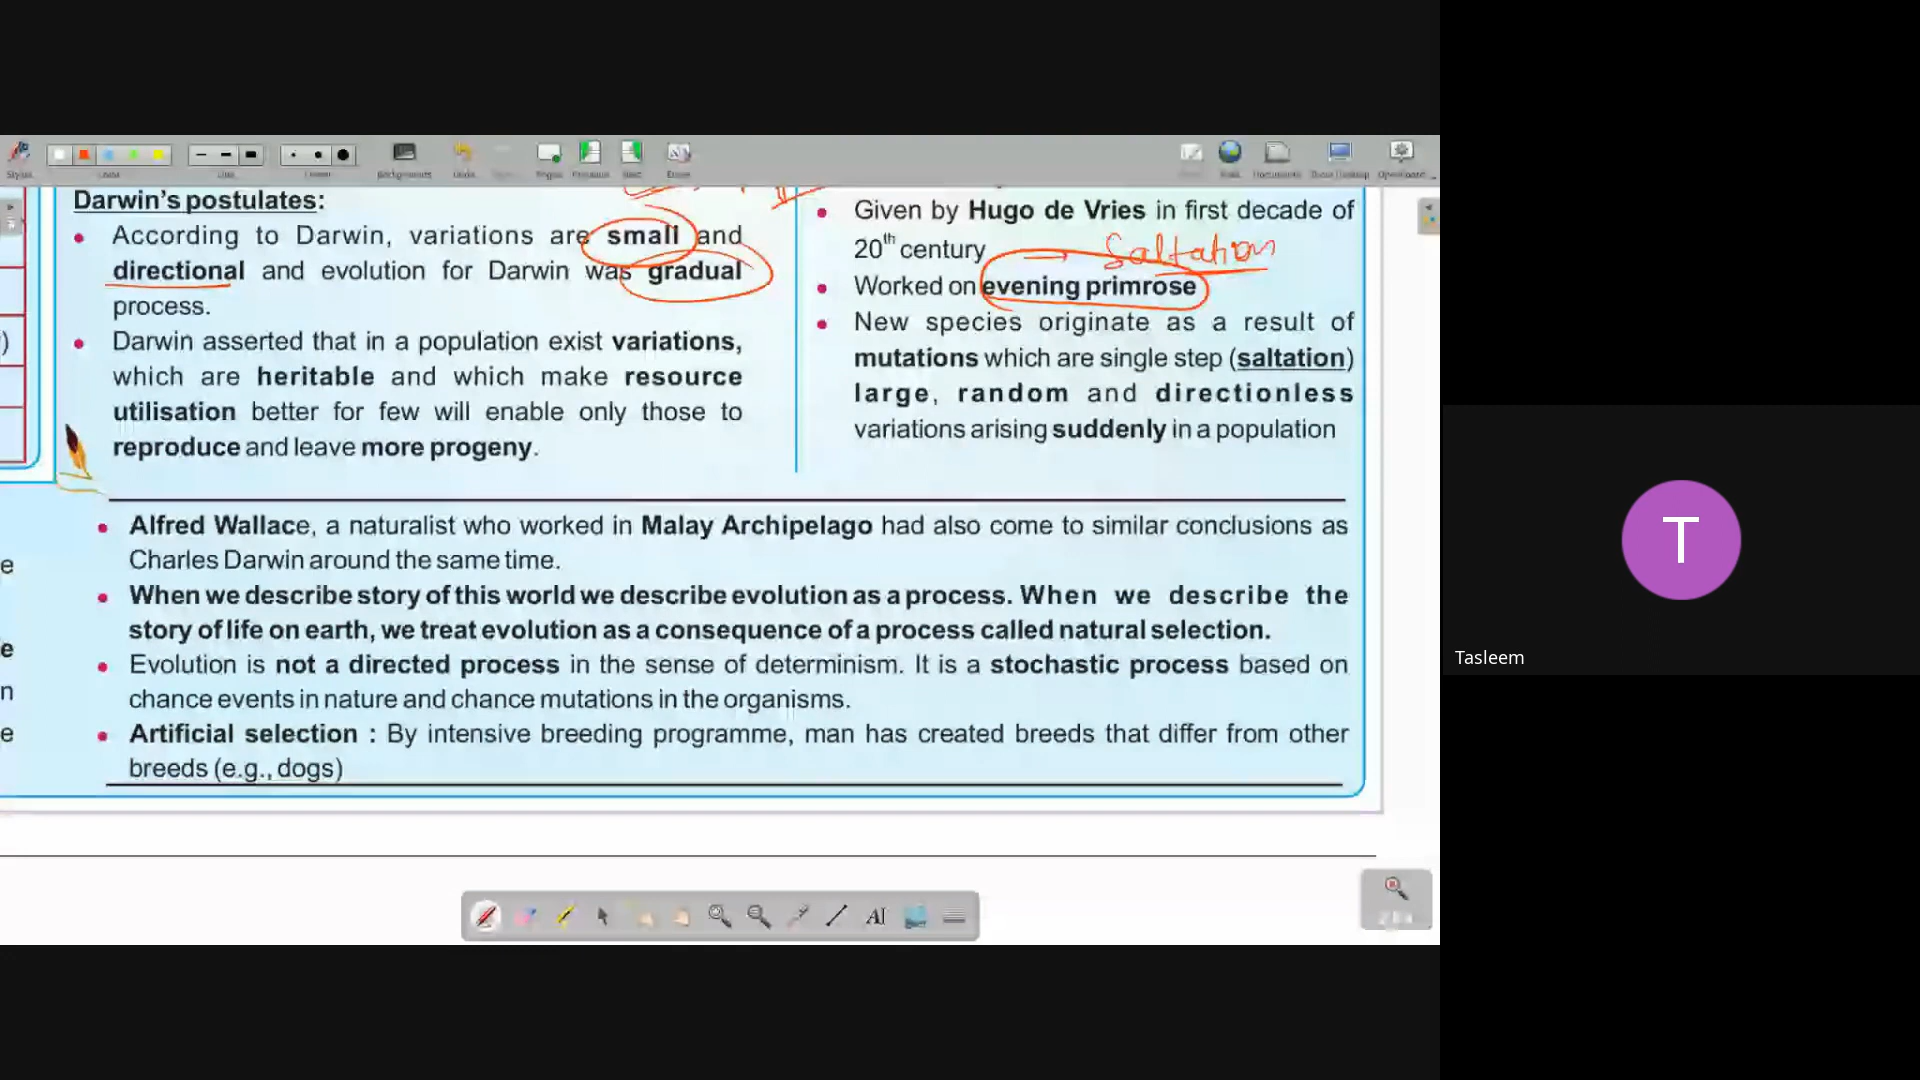 Darwin's postulates:
According to Darwin, variations are small and
directional and evolution for Darwin was gradual
process.
Darwin asserted that in a population exist variations,
which are heritable and which make resource
utilisation better for few will enable only those to
reproduce and leave more progeny.
Given by Hugo de Vries in first decade of
20th century
Saltation
Worked on evening primrose
New species originate as a result of
mutations which are single step (saltation)
large, random and directionless
variations arising suddenly in a population
Alfred Wallace, a naturalist who worked in Malay Archipelago had also come to similar conclusions as
Charles Darwin around the same time.
When we describe story of this world we describe evolution as a process. When we describe the
story of life on earth, we treat evolution as a consequence of a process called natural selection.
Evolution is not a directed process in the sense of determinism. It is a stochastic process based on
chance events in nature and chance mutations in the organisms.
Artificial selection : By intensive breeding programme, man has created breeds that differ from other
breeds (e.g., dogs)
)
e
e
n
e
AI
T
Tasleem